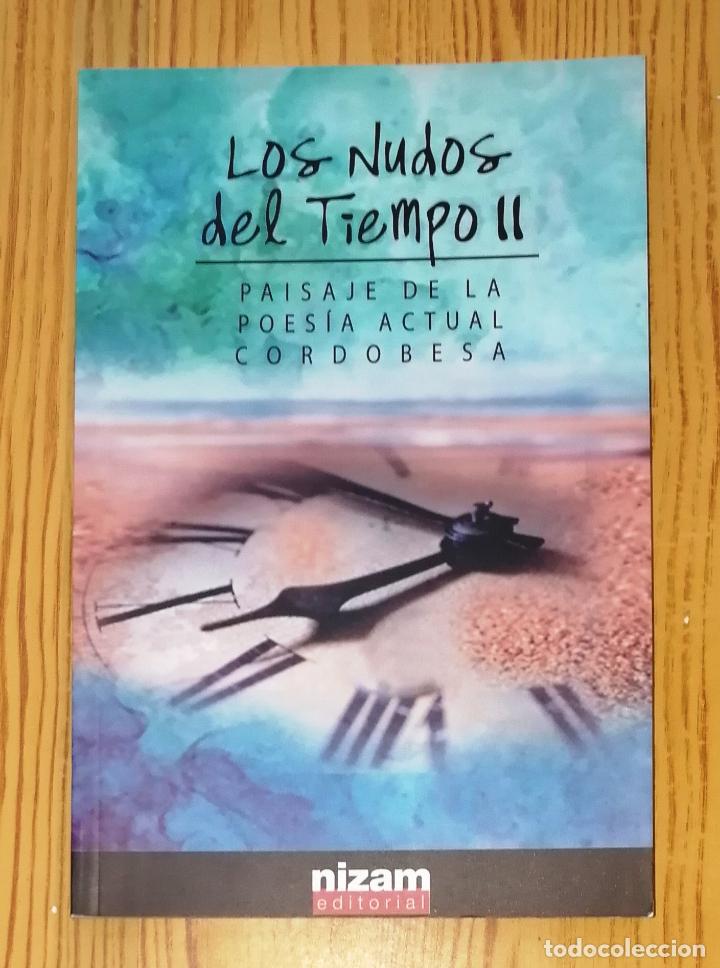 Los Nudos
del Tiempo II
PAISAJE DE LA
POESÍA ACTUAL
CORDOBESA
nizam
editorial
todocoleccion